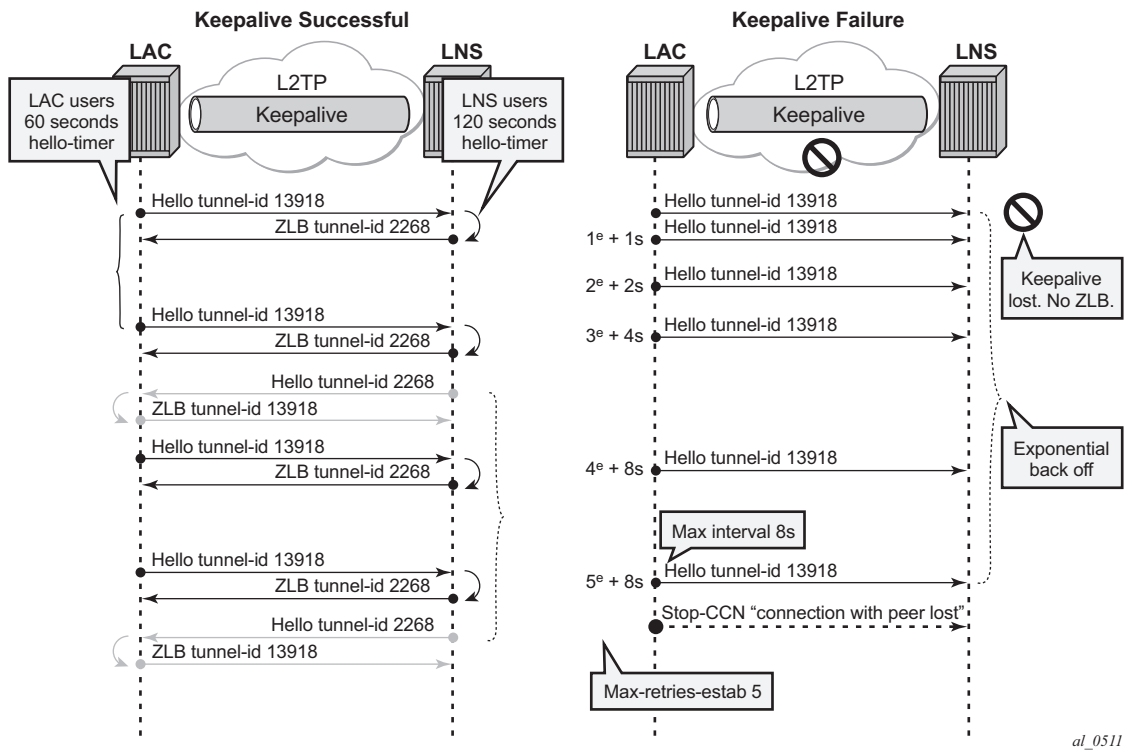 Keepalive Successful
LAC
LNS
L2TP
Keepalive
LAC users
60 seconds
hello-timer
LNS users
120 seconds
hello-timer
Hello tunnel-id 13918
ZLB tunnel-id 2268
Hello tunnel-id 13918
ZLB tunnel-id 2268
Hello tunnel-id 2268
ZLB tunnel-id 13918
Hello tunnel-id 13918
ZLB tunnel-id 2268
Hello tunnel-id 13918
ZLB tunnel-id 2268
Hello tunnel-id 2268
ZLB tunnel-id 13918
Keepalive Failure
LAC
LNS
L2TP
Keepalive
Hello tunnel-id 13918
1ᵉ + 1s Hello tunnel-id 13918
Keepalive
lost. No ZLB.
2ᵉ + 2s Hello tunnel-id 13918
3ᵉ + 4s Hello tunnel-id 13918
Exponential
back off
4ᵉ + 8s Hello tunnel-id 13918
Max interval 8s
5ᵉ + 8s Hello tunnel-id 13918
Stop-CCN “connection with peer lost”
Max-retries-estab 5
al_0511